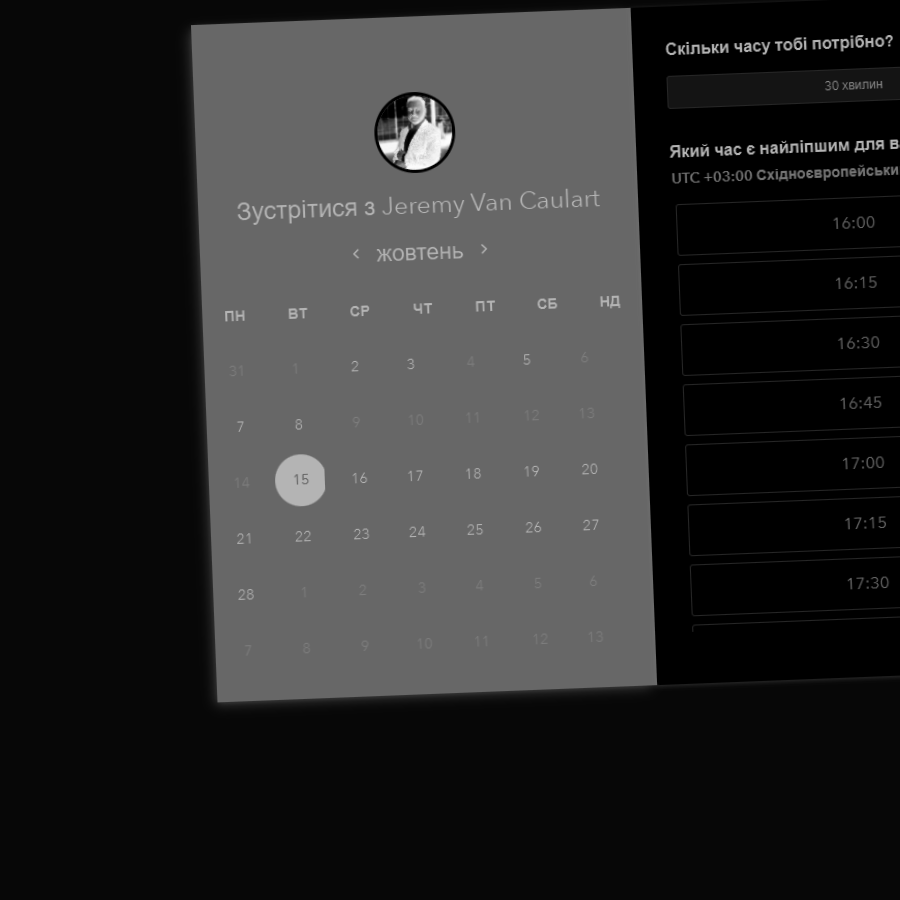 Зустрітися з Jeremy Van Caulart
‹ жовтень ›
ПН ВТ СР ЧТ ПТ СБ НД
31 1 2 3 4 5 6
7 8 9 10 11 12 13
14 15 16 17 18 19 20
21 22 23 24 25 26 27
28 1 2 3 4 5 6
7 8 9 10 11 12 13
Скільки часу тобі потрібно?
30 хвилин
Який час є найліпшим для
UTC +03:00
16:00
16:15
16:30
16:45
17:00
17:15
17:30